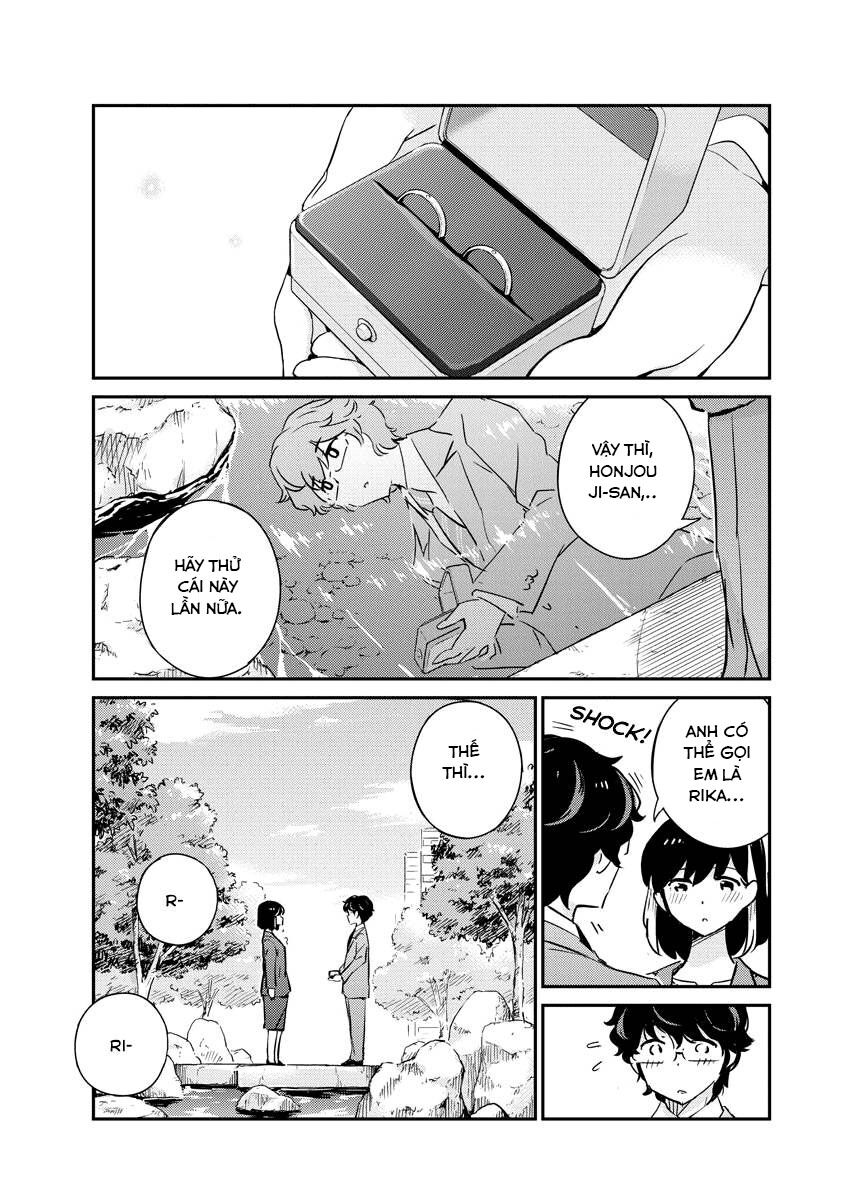 VẬY THÌ,
HONJOU
JI-SAN,..
HÃY THỬ
CÁI NÀY
LẦN NỮA.
ANH CÓ
THỂ GỌI
EM LÀ
RIKA...
SHOCK!
THẾ
THÌ...
R-
RI-